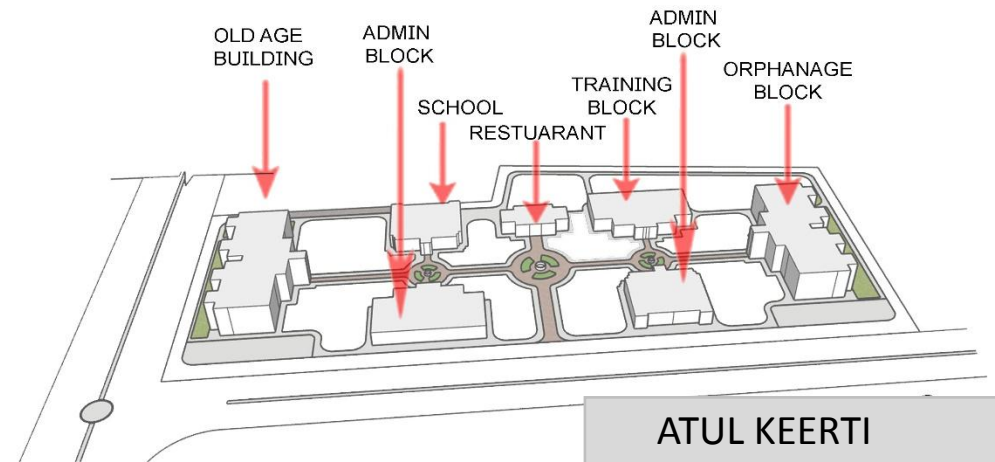 OLD AGE
BUILDING
ADMIN
BLOCK
SCHOOL
RESTUARANT
TRAINING
BLOCK
ADMIN
BLOCK
ORPHANAGE
BLOCK
ATUL KEERTI